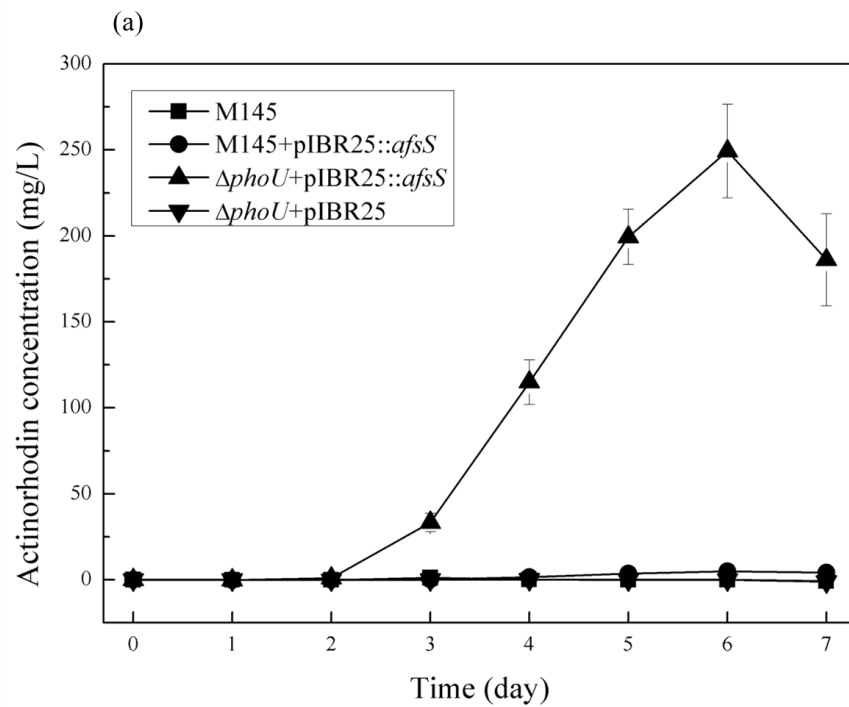 (a)
300
250
200
150
100
50
0
Actinorhodin concentration (mg/L)
M145
M145+pIBR25::afsS
ΔphoU+pIBR25::afsS
ΔphoU+pIBR25
0 1 2 3 4 5 6 7
Time (day)